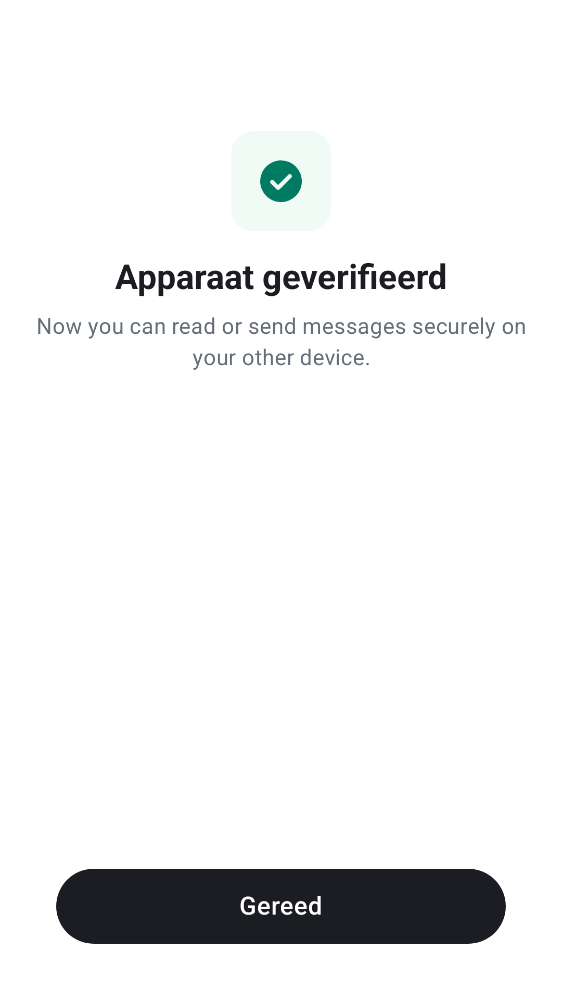 Apparaat geverifieerd
Now you can read or send messages securely on
your other device.
Gereed